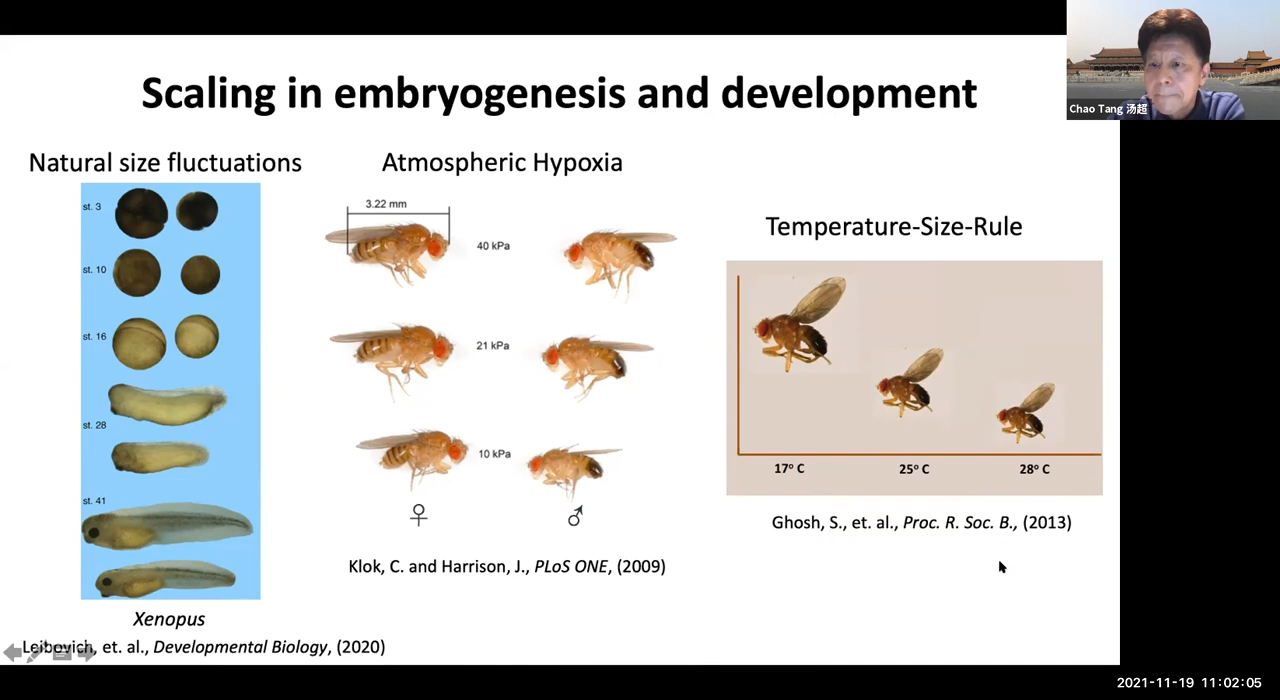 Scaling in embryogenesis and development
Chao Tang 汤超
Natural size fluctuations
st. 3
st. 10
st. 16
st. 28
st. 41
Xenopus
Leibovich, et. al., Developmental Biology, (2020)
Atmospheric Hypoxia
3.22 mm
40 kPa
21 kPa
10 kPa
♀ ♂
Klok, C. and Harrison, J., PLoS ONE, (2009)
Temperature-Size-Rule
17º C 25º C 28º C
Ghosh, S., et. al., Proc. R. Soc. B., (2013)
2021-11-19 11:02:05